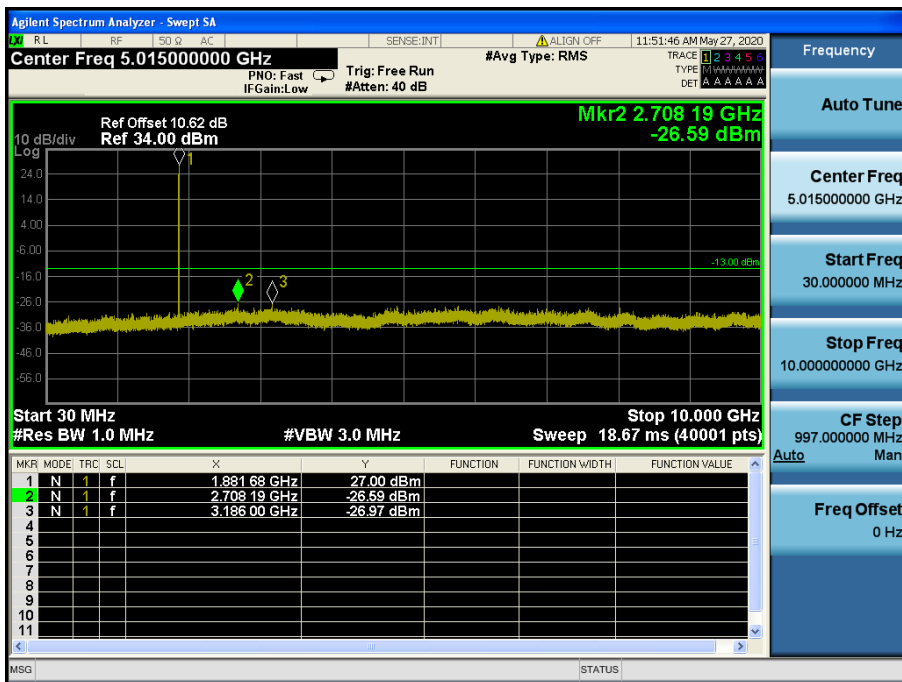 Agilent Spectrum Analyzer - Swept SA
LXI RL RF 50 Ω AC SENSE:INT ALIGN OFF 11:51:46 AM May 27, 2020
Center Freq 5.015000000 GHz #Avg Type: RMS TRACE 1 2 3 4 5 6
PNO: Fast Trig: Free Run TYPE MWWWWW
IFGain:Low #Atten: 40 dB DET A A A A A A
Mkr2 2.708 19 GHz
-26.59 dBm
Ref Offset 10.62 dB
10 dB/div Ref 34.00 dBm
Log
1
24.0
14.0
4.00
-6.00
-13.00 dBm
-16.0
2 3
-26.0
-36.0
-46.0
-56.0
Start 30 MHz Stop 10.000 GHz
#Res BW 1.0 MHz #VBW 3.0 MHz Sweep 18.67 ms (40001 pts)
MKR MODE TRC SCL X Y FUNCTION FUNCTION WIDTH FUNCTION VALUE
1 N 1 f 1.881 68 GHz 27.00 dBm
2 N 1 f 2.708 19 GHz -26.59 dBm
3 N 1 f 3.186 00 GHz -26.97 dBm
4
5
6
7
8
9
10
11
MSG STATUS
Frequency
Auto Tune
Center Freq
5.015000000 GHz
Start Freq
30.000000 MHz
Stop Freq
10.000000000 GHz
CF Step
997.000000 MHz
Auto Man
Freq Offset
0 Hz